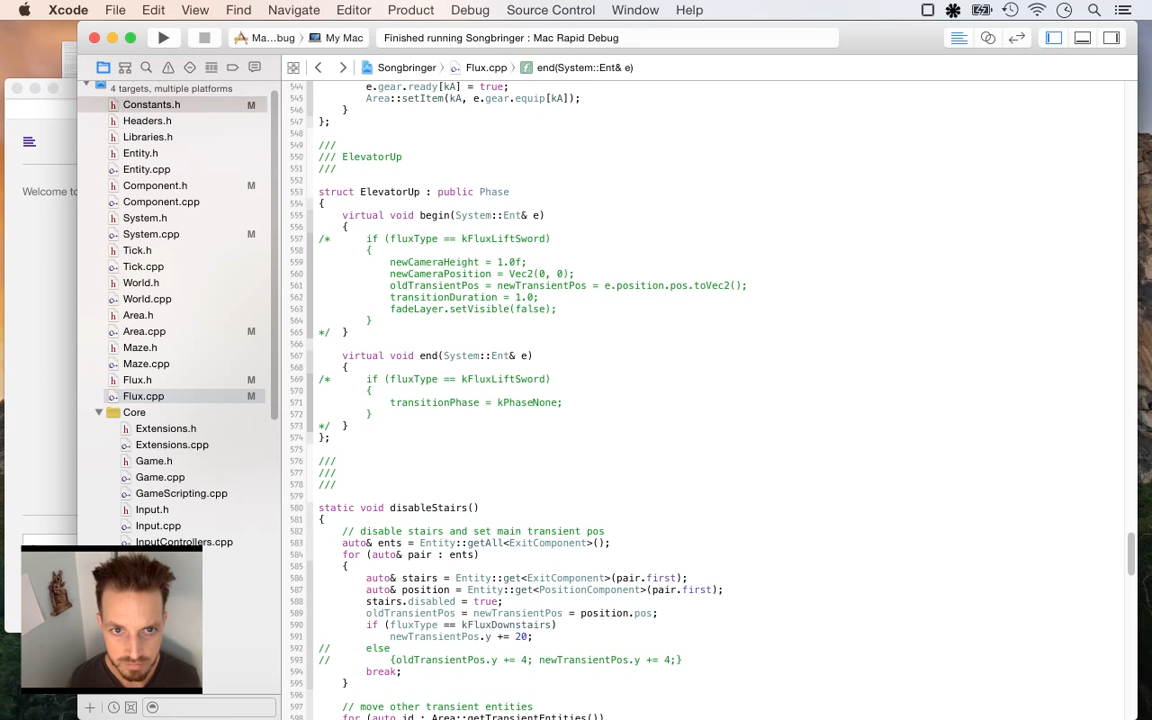 Xcode File Edit View Find Navigate Editor Product Debug Source Control Window Help
Ma...bug My Mac Finished running Songbringer : Mac Rapid Debug
Songbringer Flux.cpp end(System::Ent& e)
4 targets, multiple platforms
Constants.h M
Headers.h
Libraries.h
Entity.h
Entity.cpp
Component.h M
Component.cpp
System.h
System.cpp M
Tick.h
Tick.cpp
World.h
World.cpp
Area.h
Area.cpp M
Maze.h
Maze.cpp
Flux.h M
Flux.cpp M
Core
Extensions.h
Extensions.cpp
Game.h
Game.cpp
GameScripting.cpp
Input.h
Input.cpp
InputControllers.cpp
Welcome to
544 e.gear.ready[kA] = true;
545 Area::setItem(kA, e.gear.equip[kA]);
546 }
547 };
548
549 ///
550 /// ElevatorUp
551 ///
552
553 struct ElevatorUp : public Phase
554 {
555 virtual void begin(System::Ent& e)
556 {
557 /* if (fluxType == kFluxLiftSword)
558 {
559 newCameraHeight = 1.0f;
560 newCameraPosition = Vec2(0, 0);
561 oldTransientPos = newTransientPos = e.position.pos.toVec2();
562 transitionDuration = 1.0;
563 fadeLayer.setVisible(false);
564 }
565 */ }
566
567 virtual void end(System::Ent& e)
568 {
569 /* if (fluxType == kFluxLiftSword)
570 {
571 transitionPhase = kPhaseNone;
572 }
573 */ }
574 };
575
576 ///
577 ///
578 ///
579
580 static void disableStairs()
581 {
582 // disable stairs and set main transient pos
583 auto& ents = Entity::getAll<ExitComponent>();
584 for (auto& pair : ents)
585 {
586 auto& stairs = Entity::get<ExitComponent>(pair.first);
587 auto& position = Entity::get<PositionComponent>(pair.first);
588 stairs.disabled = true;
589 oldTransientPos = newTransientPos = position.pos;
590 if (fluxType == kFluxDownstairs)
591 newTransientPos.y += 20;
592 // else
593 // {oldTransientPos.y += 4; newTransientPos.y += 4;}
594 break;
595 }
596
597 // move other transient entities
598 for (auto id : Area::getTransientEntities())